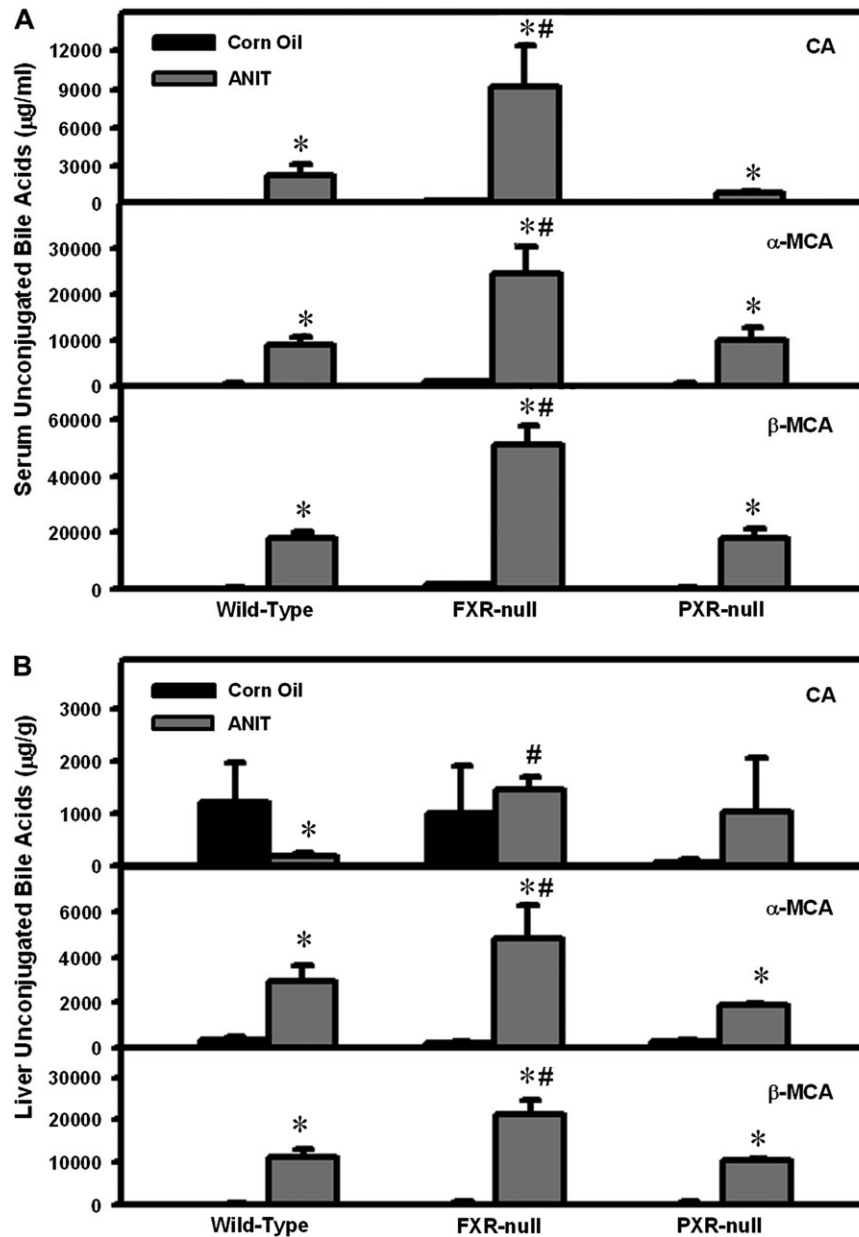 A
Serum Unconjugated Bile Acids (μg/ml)
Corn Oil
ANIT
CA
12000
9000
6000
3000
0
*
*#
*
α-MCA
30000
20000
10000
0
*
*#
*
β-MCA
60000
40000
20000
0
*
*#
*
Wild-Type FXR-null PXR-null
B
Liver Unconjugated Bile Acids (μg/g)
Corn Oil
ANIT
CA
3000
2000
1000
0
*
#
α-MCA
6000
4000
2000
0
*
*#
*
β-MCA
30000
20000
10000
0
*
*#
*
Wild-Type FXR-null PXR-null